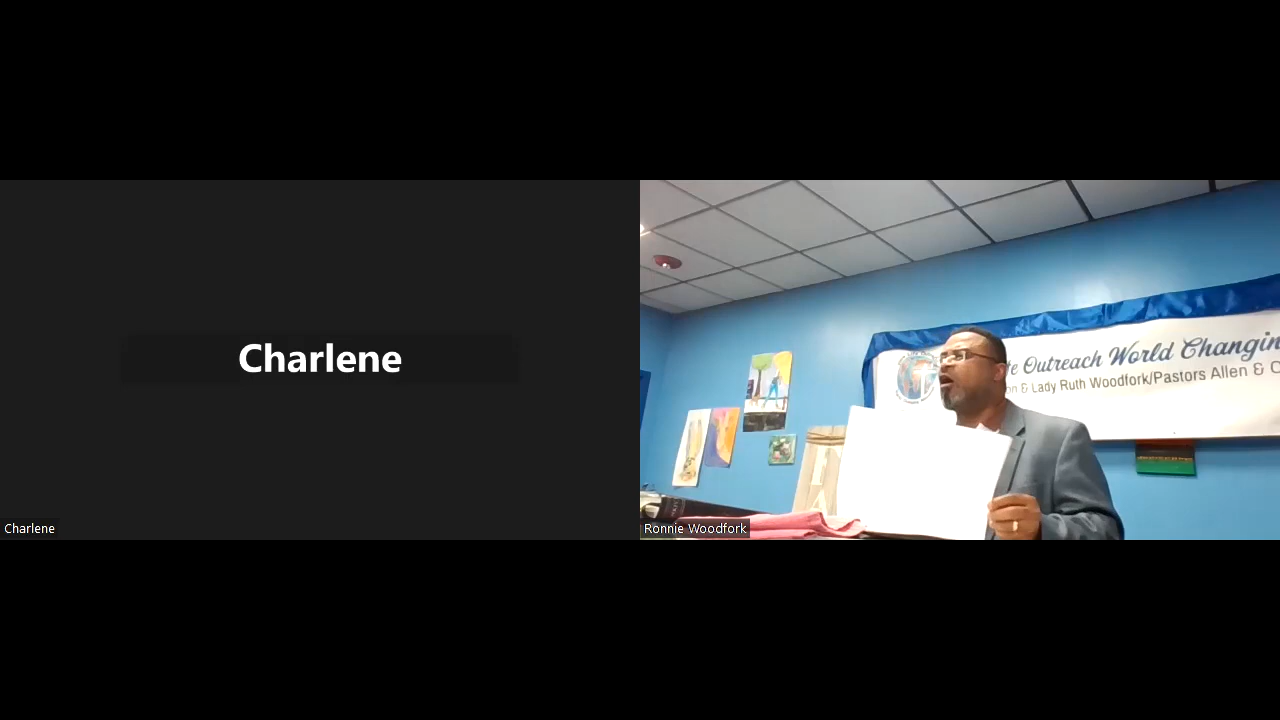 Charlene
Charlene
Outreach World Changin
& Lady Ruth Woodfork/Pastors Allen &
Ronnie Woodfork